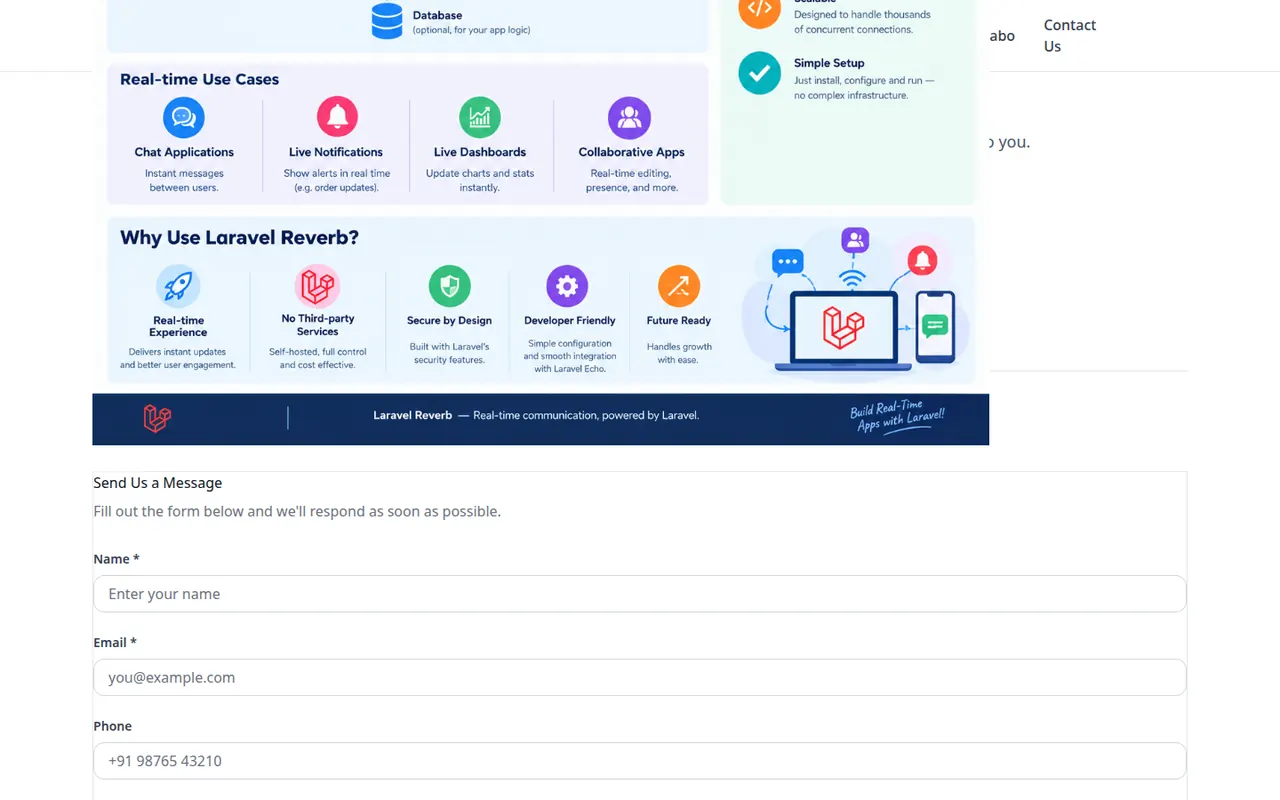 Database
(optional, for your app logic)
Designed to handle thousands
of concurrent connections.
Simple Setup
Just install, configure and run —
no complex infrastructure.
Contact
Us
you.
Real-time Use Cases
Chat Applications
Instant messages
between users.
Live Notifications
Show alerts in real time
(e.g. order updates).
Live Dashboards
Update charts and stats
instantly.
Collaborative Apps
Real-time editing,
presence, and more.
Why Use Laravel Reverb?
Real-time
Experience
Delivers instant updates
and better user engagement.
No Third-party
Services
Self-hosted, full control
and cost effective.
Secure by Design
Built with Laravel's
security features.
Developer Friendly
Simple configuration
and smooth integration
with Laravel Echo.
Future Ready
Handles growth
with ease.
Laravel Reverb — Real-time communication, powered by Laravel.
Build Real-Time
Apps with Laravel!
Send Us a Message
Fill out the form below and we'll respond as soon as possible.
Name *
Enter your name
Email *
you@example.com
Phone
+91 98765 43210